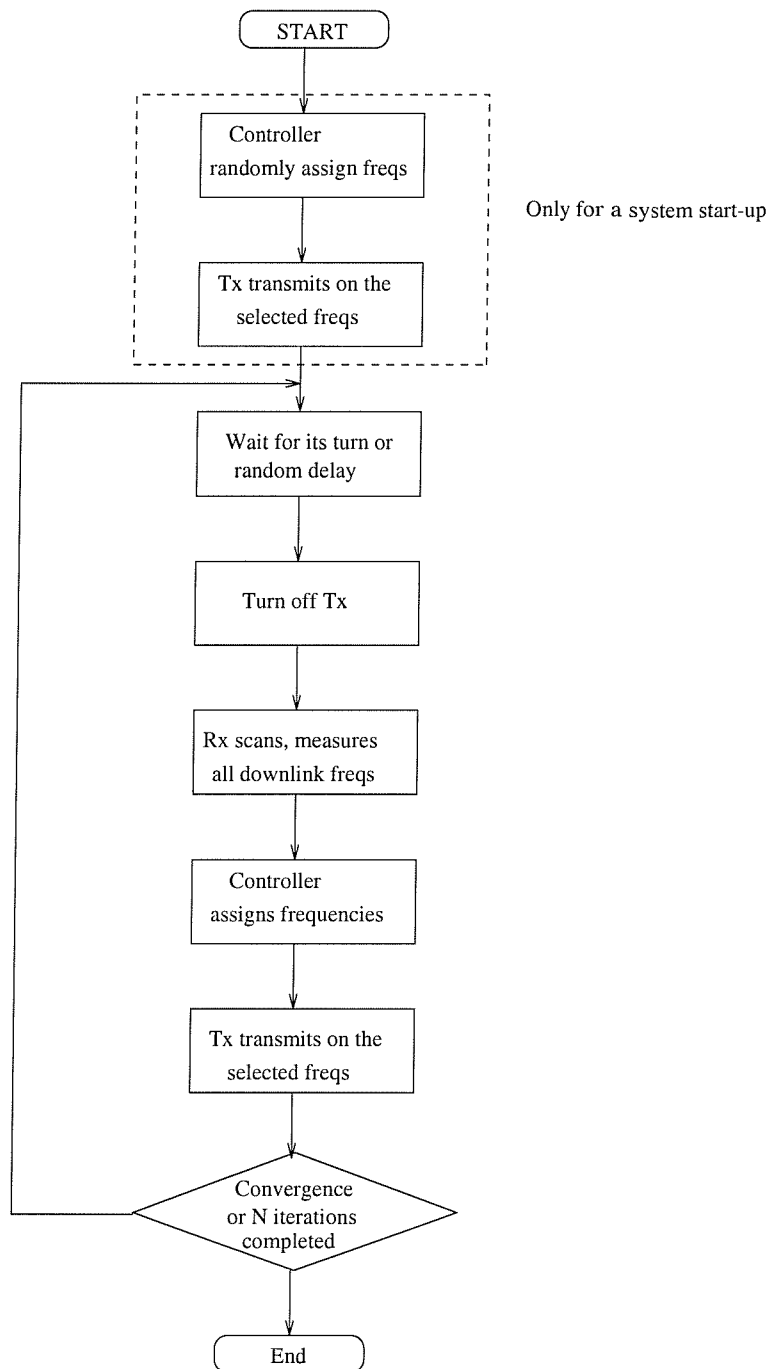 START
Controller
randomly assign freqs
Only for a system start-up
Tx transmits on the
selected freqs
Wait for its turn or
random delay
Turn off Tx
Rx scans, measures
all downlink freqs
Controller
assigns frequencies
Tx transmits on the
selected freqs
Convergence
or N iterations
completed
End